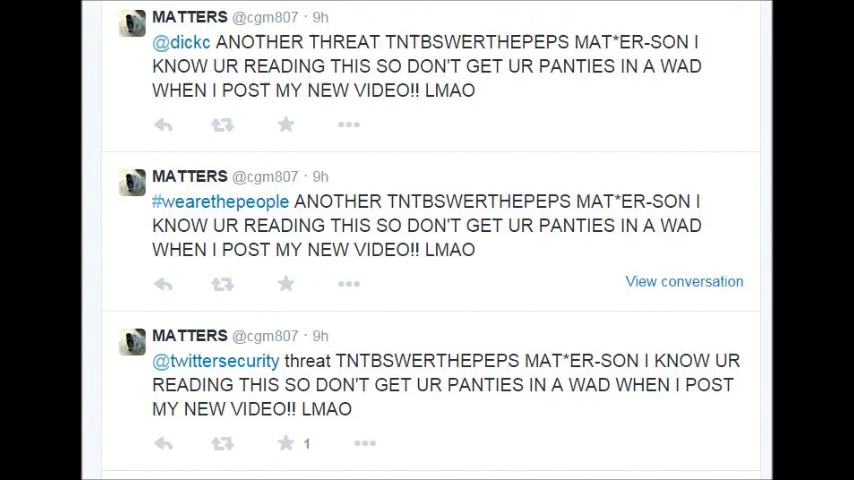 MATTERS @cgm807 · 9h
@dickc ANOTHER THREAT TNTBSWERTHEPEPS MAT*ER-SON I
KNOW UR READING THIS SO DON'T GET UR PANTIES IN A WAD
WHEN I POST MY NEW VIDEO!! LMAO
MATTERS @cgm807 · 9h
#wearethepeople ANOTHER TNTBSWERTHEPEPS MAT*ER-SON I
KNOW UR READING THIS SO DON'T GET UR PANTIES IN A WAD
WHEN I POST MY NEW VIDEO!! LMAO
View conversation
MATTERS @cgm807 · 9h
@twittersecurity threat TNTBSWERTHEPEPS MAT*ER-SON I KNOW UR
READING THIS SO DON'T GET UR PANTIES IN A WAD WHEN I POST
MY NEW VIDEO!! LMAO
1